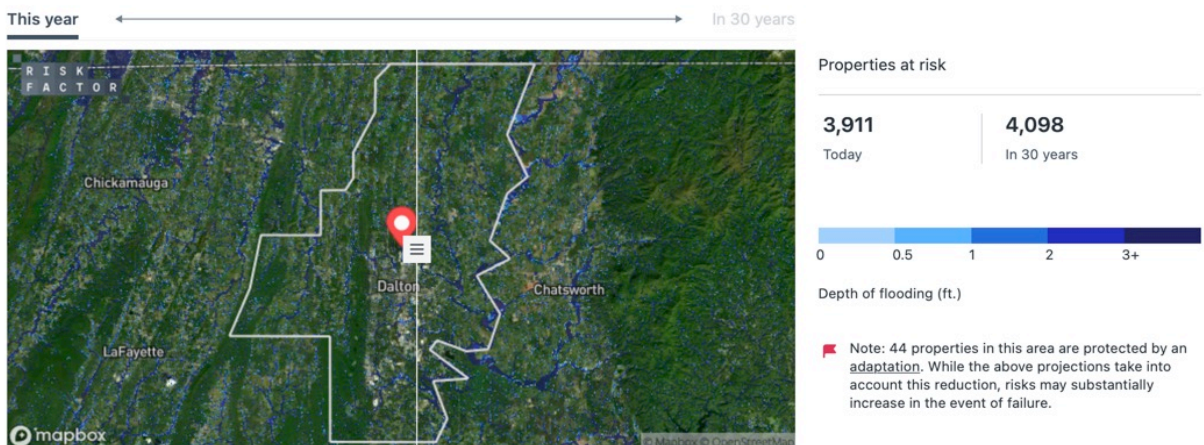 This year
In 30 years
RISK
FACTOR
Chickamauga
Dalton
Chatsworth
LaFayette
mapbox
© Mapbox © OpenStreetMap
Properties at risk
3,911
4,098
Today
In 30 years
0 0.5 1 2 3+
Depth of flooding (ft.)
Note: 44 properties in this area are protected by an
adaptation. While the above projections take into
account this reduction, risks may substantially
increase in the event of failure.